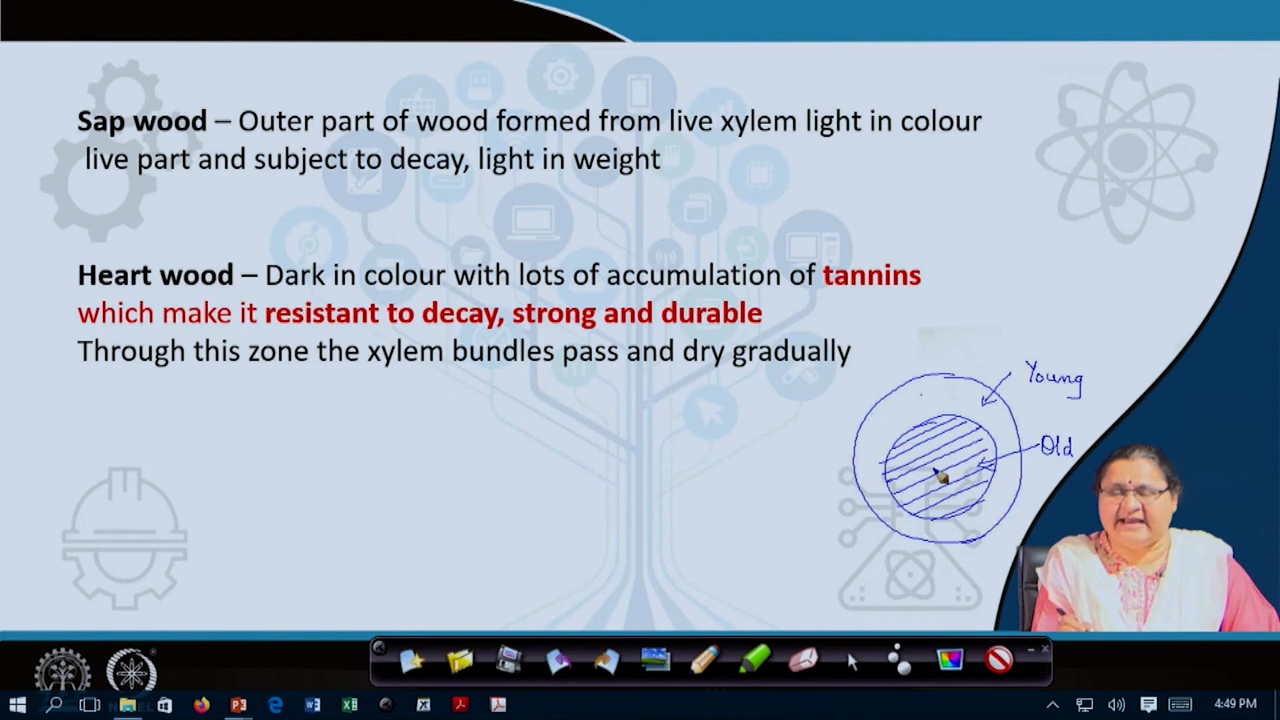 Sap wood – Outer part of wood formed from live xylem light in colour
live part and subject to decay, light in weight
Heart wood – Dark in colour with lots of accumulation of tannins
which make it resistant to decay, strong and durable
Through this zone the xylem bundles pass and dry gradually
Young
Old
4:49 PM